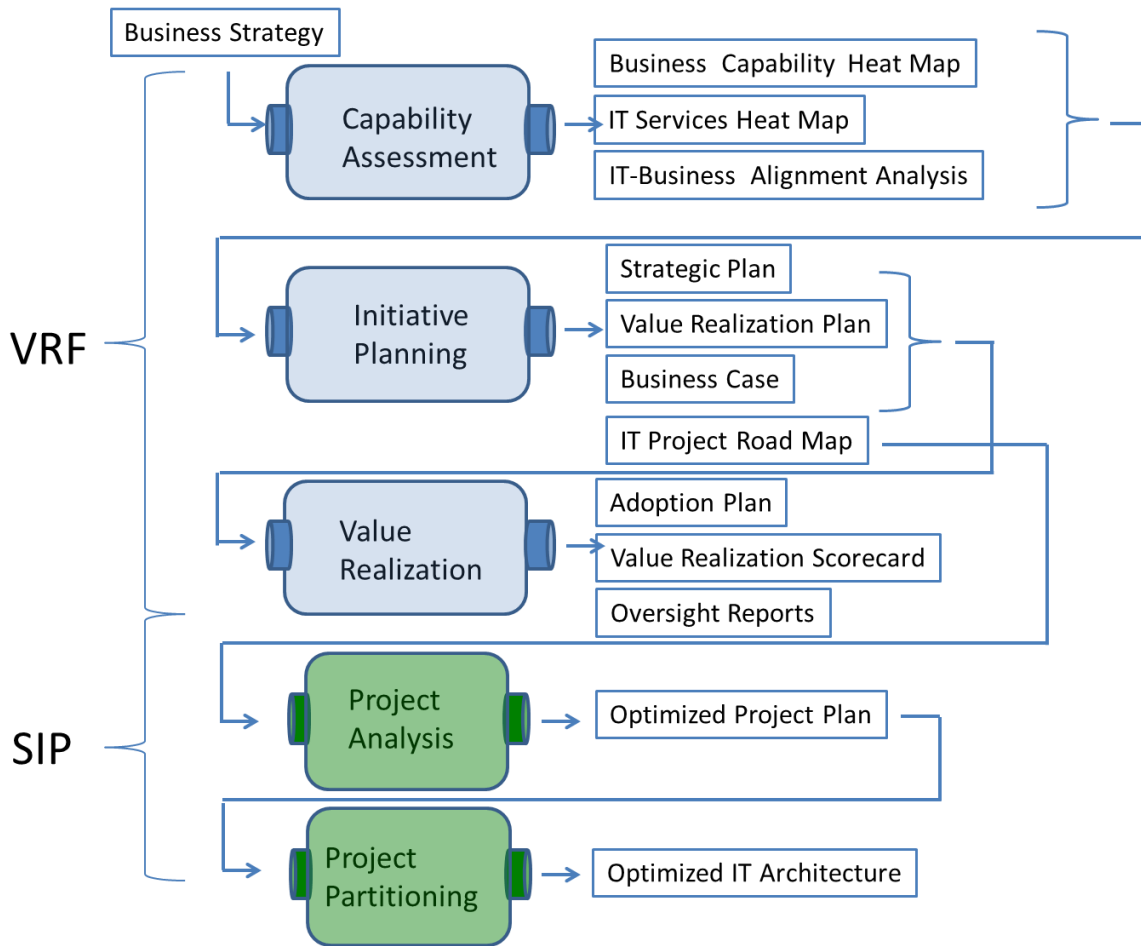 Business Strategy
Capability
Assessment
Business Capability Heat Map
IT Services Heat Map
IT-Business Alignment Analysis
VRF
Initiative
Planning
Strategic Plan
Value Realization Plan
Business Case
IT Project Road Map
Value
Realization
Adoption Plan
Value Realization Scorecard
Oversight Reports
SIP
Project
Analysis
Optimized Project Plan
Project
Partitioning
Optimized IT Architecture